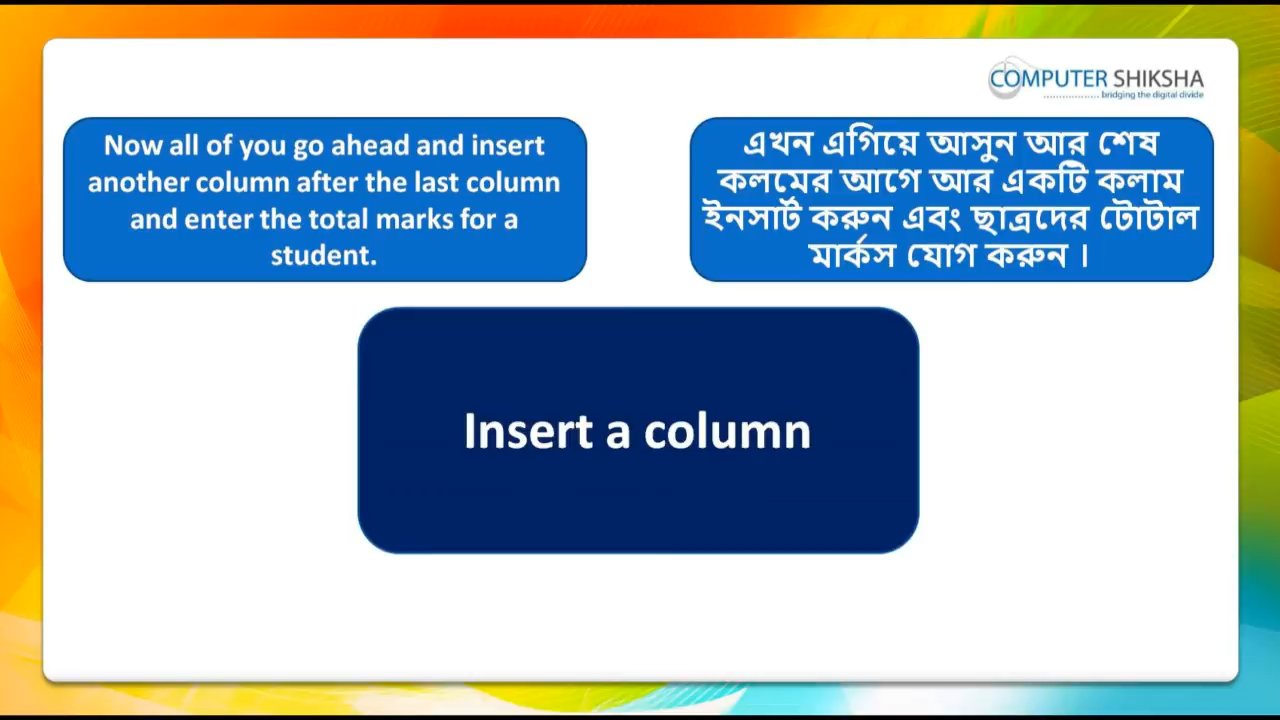 COMPUTER SHIKSHA
bridging the digital divide
Now all of you go ahead and insert
another column after the last column
and enter the total marks for a
student.
এখন এগিয়ে আসুন আর শেষ
কলমের আগে আর একটি কলাম
ইনসার্ট করুন এবং ছাত্রদের টোটাল
মার্কস যোগ করুন ।
Insert a column